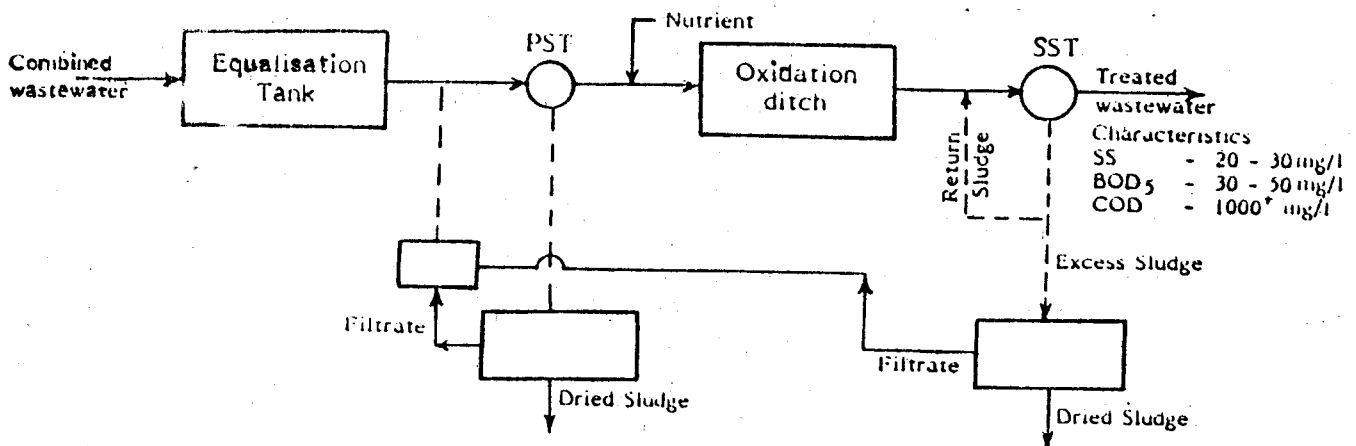 Nutrient
PST
SST
Combined
wastewater
Equalisation
Tank
Oxidation
ditch
Treated
wastewater
Characteristics
SS - 20 - 30 mg/l
BOD5 - 30 - 50 mg/l
COD - 1000+ mg/l
Return
Sludge
Excess Sludge
Filtrate
Filtrate
Dried Sludge
Dried Sludge